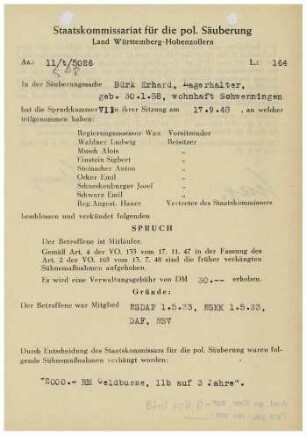 Staatskommissariat für die pol. Säuberung
Land Württemberg-Hohenzollern
Az.: 11/t/5026 L.: 164
In der Säuberungssache Bürk Erhard, Lagerhalter,
geb. 30.1.88, wohnhaft Schwenningen
hat die Spruchkammer VII in ihrer Sitzung am 17.9.48, an welcher
teilgenommen haben:
Regierungsassessor Wax Vorsitzender
Waldner Ludwig Beisitzer
Musch Alois "
Einstein Sigbert "
Steimacher Anton "
Ocker Emil "
Schneckenburger Josef "
Schwarz Emil "
Reg.Angest. Haser Vertreter des Staatskommissars
beschlossen und verkündet folgenden
SPRUCH
Der Betroffene ist Mitläufer.
Gemäß Art. 4 der VO. 133 vom 17. 11. 47 in der Fassung des
Art. 2 der VO. 165 vom 13. 7. 48 sind die früher verhängten
Sühnemaßnahmen aufgehoben.
Es wird eine Verwaltungsgebühr von DM 30.-- erhoben.
Gründe:
Der Betroffene war Mitglied NSDAP 1.5.33, NSKK 1.5.33,
DAF, NSV
Durch Entscheidung des Staatskommissars für die pol. Säuberung waren fol-
gende Sühnemaßnahmen verhängt worden:
"2000.- RM Geldbusse, 11b auf 3 Jahre".